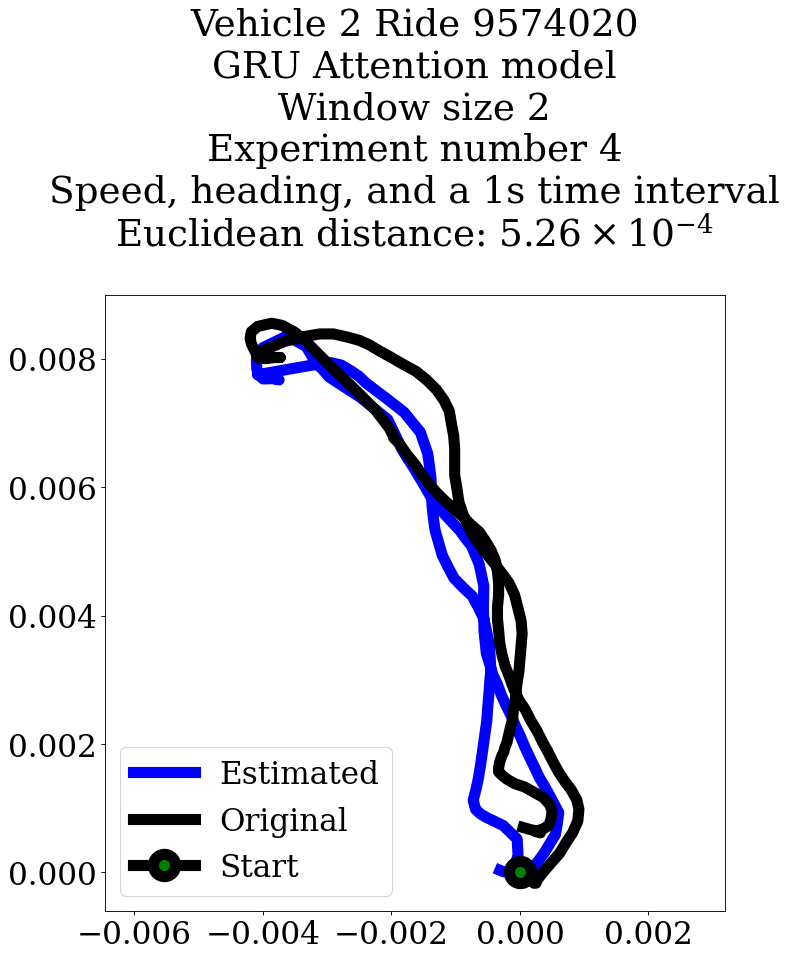 Vehicle 2 Ride 9574020
GRU Attention model
Window size 2
Experiment number 4
Speed, heading, and a 1s time interval
Euclidean distance: 5.26 × 10⁻⁴
0.008
0.006
0.004
0.002
0.000
Estimated
Original
Start
−0.006 −0.004 −0.002 0.000 0.002